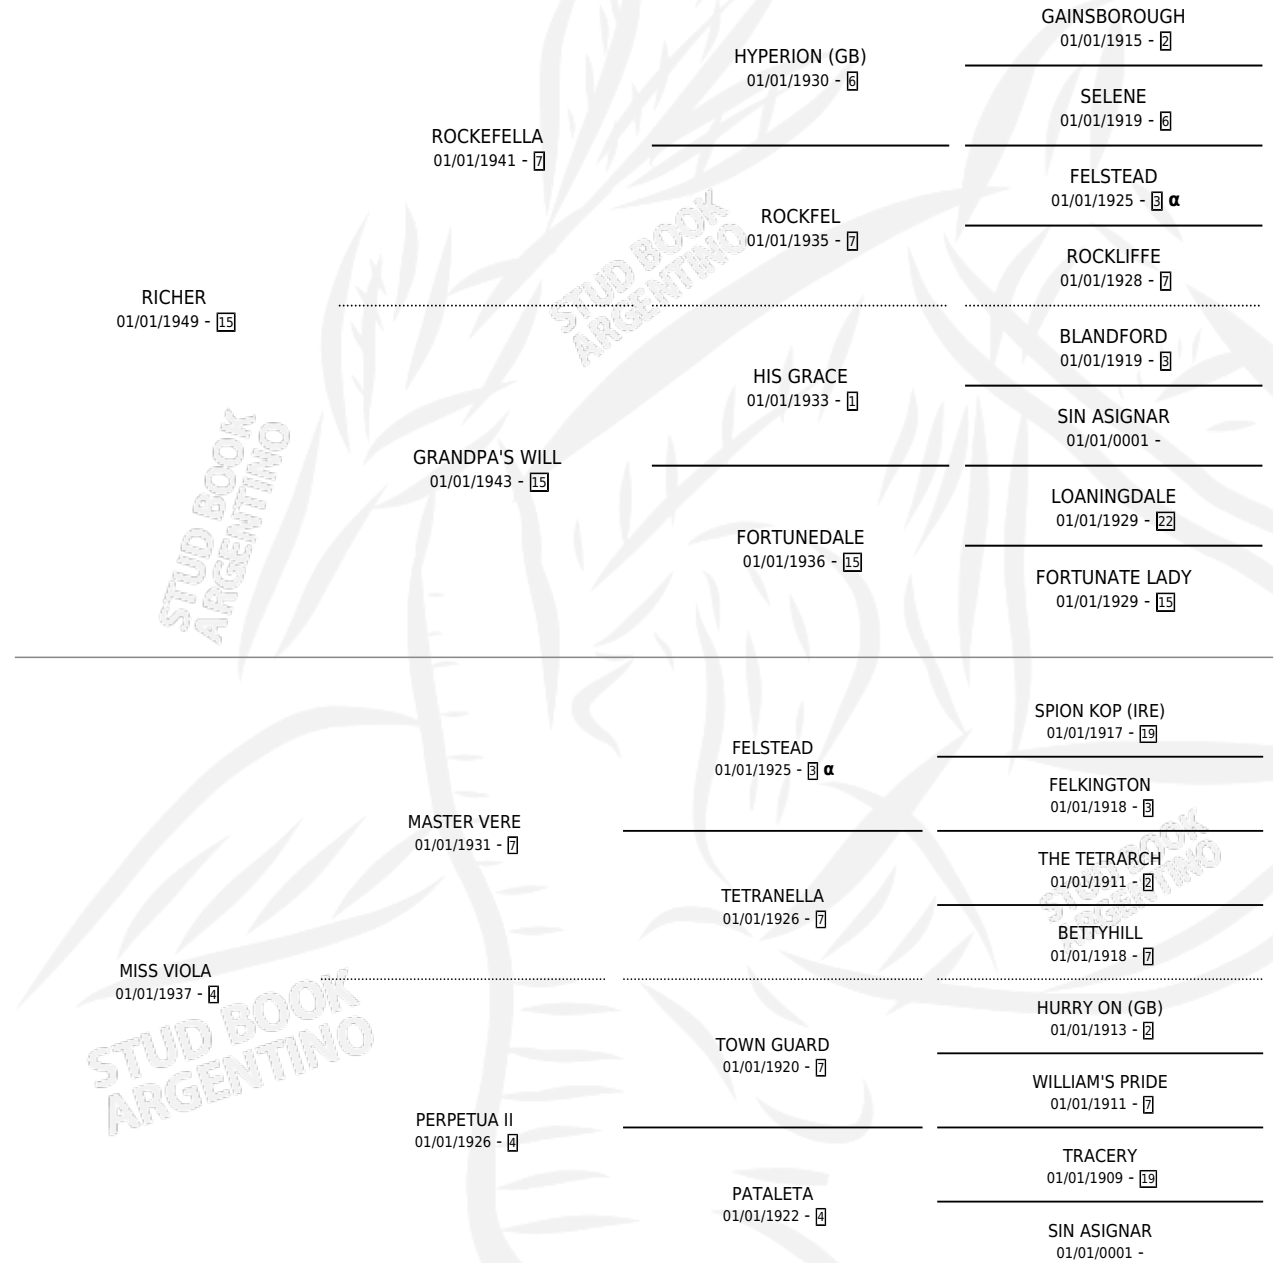 GAINSBOROUGH
01/01/1915 - 2
HYPERION (GB)
01/01/1930 - 6
SELENE
01/01/1919 - 6
ROCKEFELLA
01/01/1941 - 7
FELSTEAD
01/01/1925 - 3 α
ROCKFEL
01/01/1935 - 7
ROCKLIFFE
01/01/1928 - 7
RICHER
01/01/1949 - 15
BLANDFORD
01/01/1919 - 3
HIS GRACE
01/01/1933 - 1
SIN ASIGNAR
01/01/0001 -
GRANDPA'S WILL
01/01/1943 - 15
LOANINGDALE
01/01/1929 - 22
FORTUNEDALE
01/01/1936 - 15
FORTUNATE LADY
01/01/1929 - 15
SPION KOP (IRE)
01/01/1917 - 19
FELSTEAD
01/01/1925 - 3 α
FELKINGTON
01/01/1918 - 3
MASTER VERE
01/01/1931 - 7
THE TETRARCH
01/01/1911 - 2
TETRANELLA
01/01/1926 - 7
BETTYHILL
01/01/1918 - 7
MISS VIOLA
01/01/1937 - 4
HURRY ON (GB)
01/01/1913 - 2
TOWN GUARD
01/01/1920 - 7
WILLIAM'S PRIDE
01/01/1911 - 7
PERPETUA II
01/01/1926 - 4
TRACERY
01/01/1909 - 19
PATALETA
01/01/1922 - 4
SIN ASIGNAR
01/01/0001 -
STUD BOOK
ARGENTINO
STUD BOOK
ARGENTINO
STUD BOOK
ARGENTINO
STUD BOOK
ARGENTINO